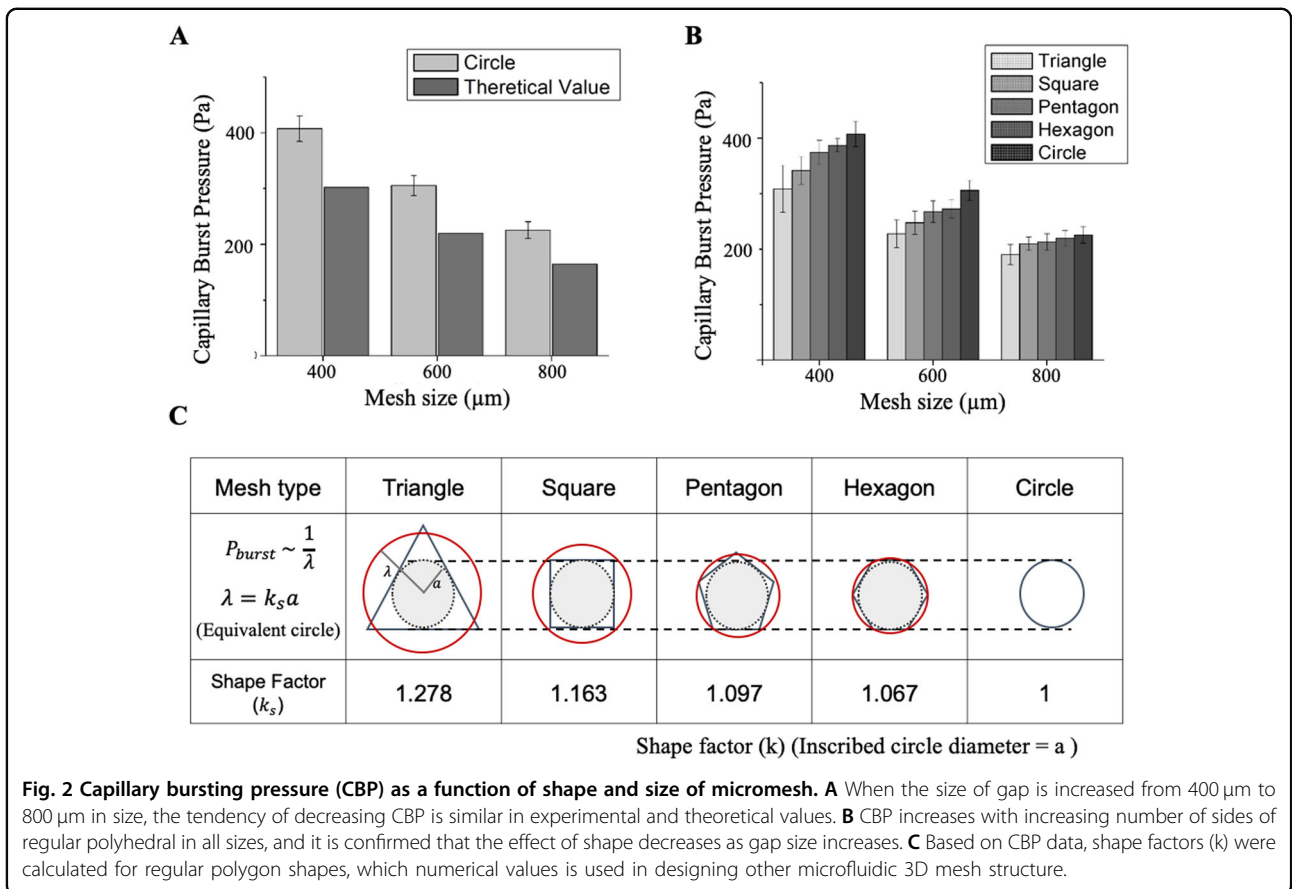 A
Circle
Theretical Value
Capillary Burst Pressure (Pa)
400
200
0
400
600
800
Mesh size (µm)
B
Triangle
Square
Pentagon
Hexagon
Circle
Capillary Burst Pressure (Pa)
400
200
400
600
800
Mesh size (µm)
C
Mesh type Triangle Square Pentagon Hexagon Circle
P_burst ~ 1/λ
λ = k_s a
(Equivalent circle)
λ
a
Shape Factor
(k_s)
1.278 1.163 1.097 1.067 1
Shape factor (k) (Inscribed circle diameter = a )
Fig. 2 Capillary bursting pressure (CBP) as a function of shape and size of micromesh. A When the size of gap is increased from 400 µm to
800 µm in size, the tendency of decreasing CBP is similar in experimental and theoretical values. B CBP increases with increasing number of sides of
regular polyhedral in all sizes, and it is confirmed that the effect of shape decreases as gap size increases. C Based on CBP data, shape factors (k) were
calculated for regular polygon shapes, which numerical values is used in designing other microfluidic 3D mesh structure.